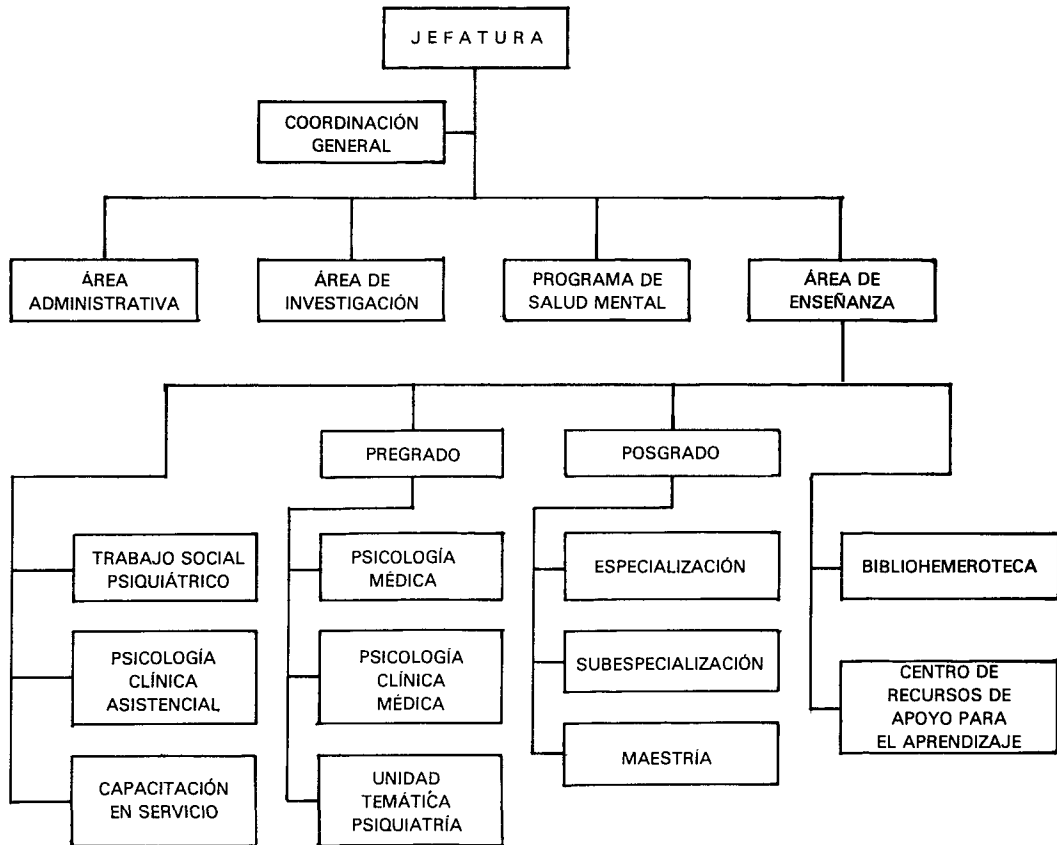 JEFATURA
COORDINACIÓN
GENERAL
ÁREA
ADMINISTRATIVA
ÁREA DE
INVESTIGACIÓN
PROGRAMA DE
SALUD MENTAL
ÁREA DE
ENSEÑANZA
PREGRADO
POSGRADO
TRABAJO SOCIAL
PSIQUIÁTRICO
PSICOLOGÍA
CLÍNICA
ASISTENCIAL
CAPACITACIÓN
EN SERVICIO
PSICOLOGÍA
MÉDICA
PSICOLOGÍA
CLÍNICA
MÉDICA
UNIDAD
TEMÁTICA
PSIQUIATRÍA
ESPECIALIZACIÓN
SUBESPECIALIZACIÓN
MAESTRÍA
BIBLIOHEMEROTECA
CENTRO DE
RECURSOS DE
APOYO PARA
EL APRENDIZAJE